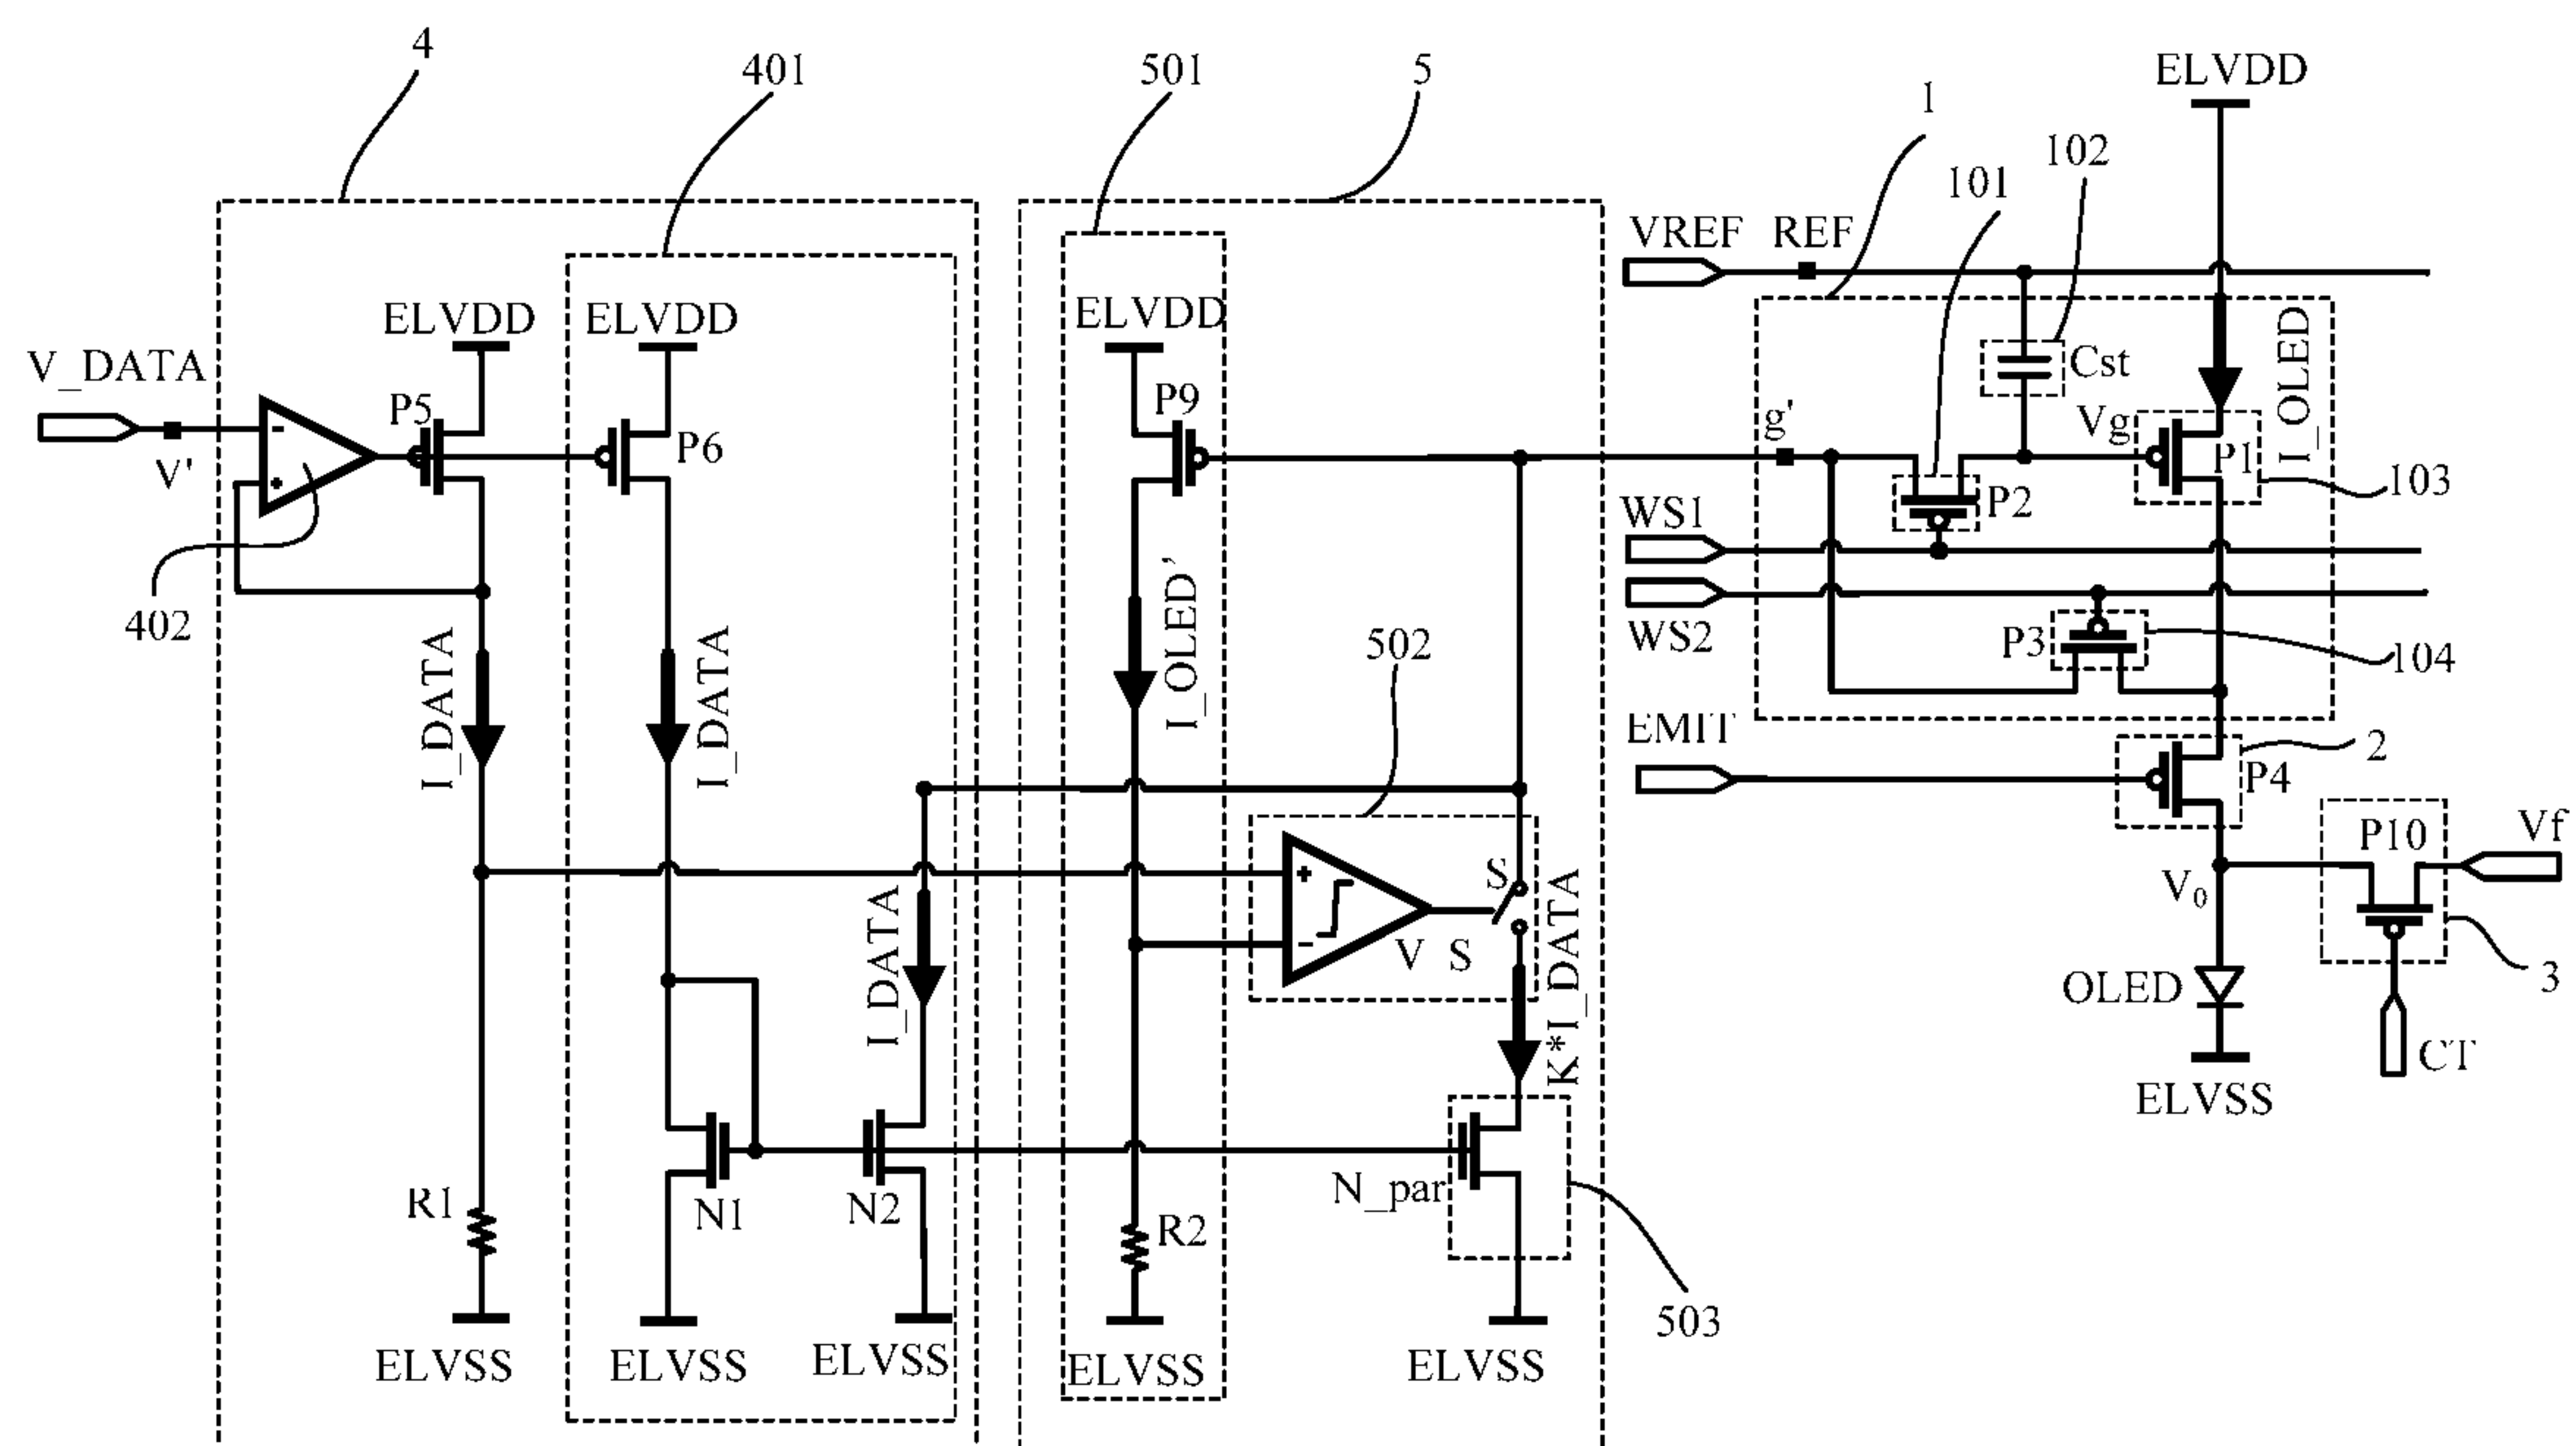 4
401
501
5
1
ELVDD
102
101
VREF REF
ELVDD
ELVDD
ELVDD
I_OLED
V_DATA
P5
P6
P9
Cst
g'
Vg
P1
103
V'
P2
WS1
402
WS2
P3
104
I_DATA
I_DATA
I_OLED'
502
EMIT
2
P4
P10
Vf
V0
S
V S
I_DATA
K*I_DATA
OLED
3
CT
ELVSS
R1
N1
N2
R2
N_par
503
ELVSS
ELVSS
ELVSS
ELVSS
ELVSS